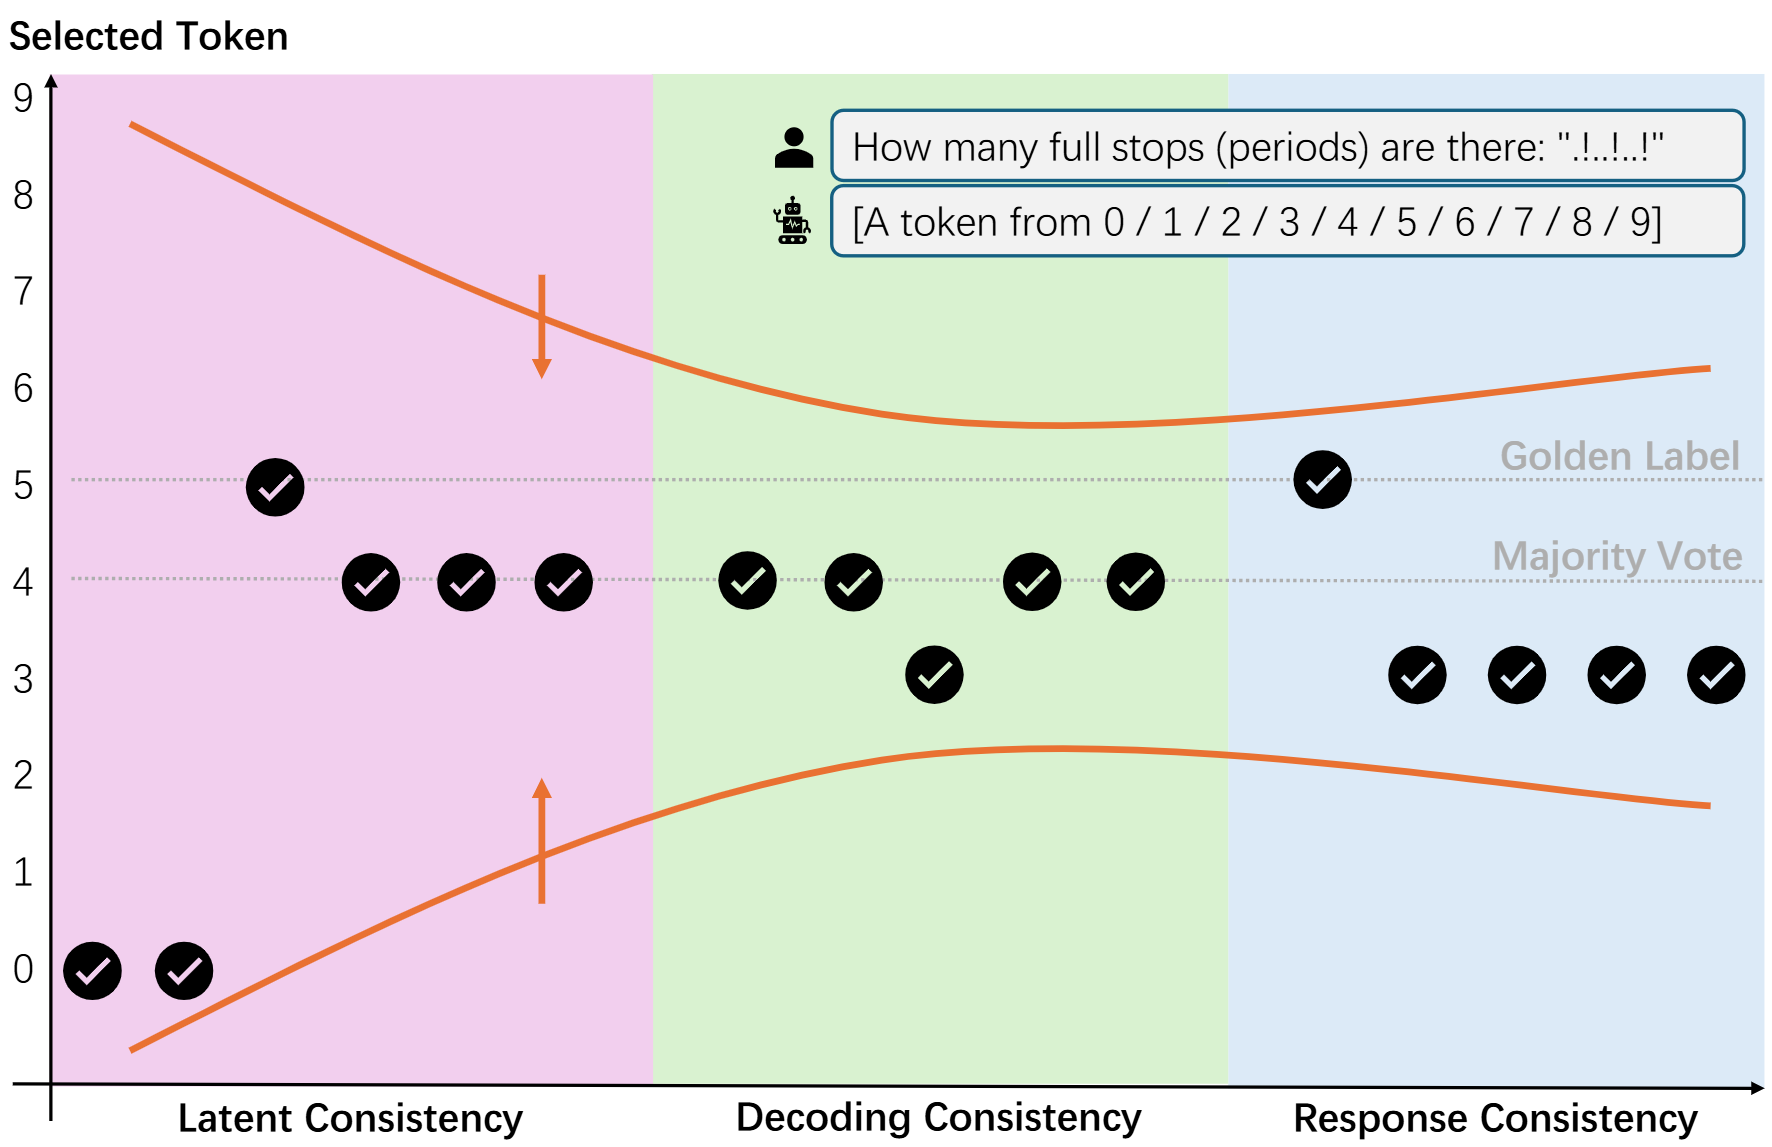 Selected Token
9
8
7
6
5
4
3
2
1
0
How many full stops (periods) are there: ".!..!..!"
[A token from 0 / 1 / 2 / 3 / 4 / 5 / 6 / 7 / 8 / 9]
Golden Label
Majority Vote
Latent Consistency
Decoding Consistency
Response Consistency